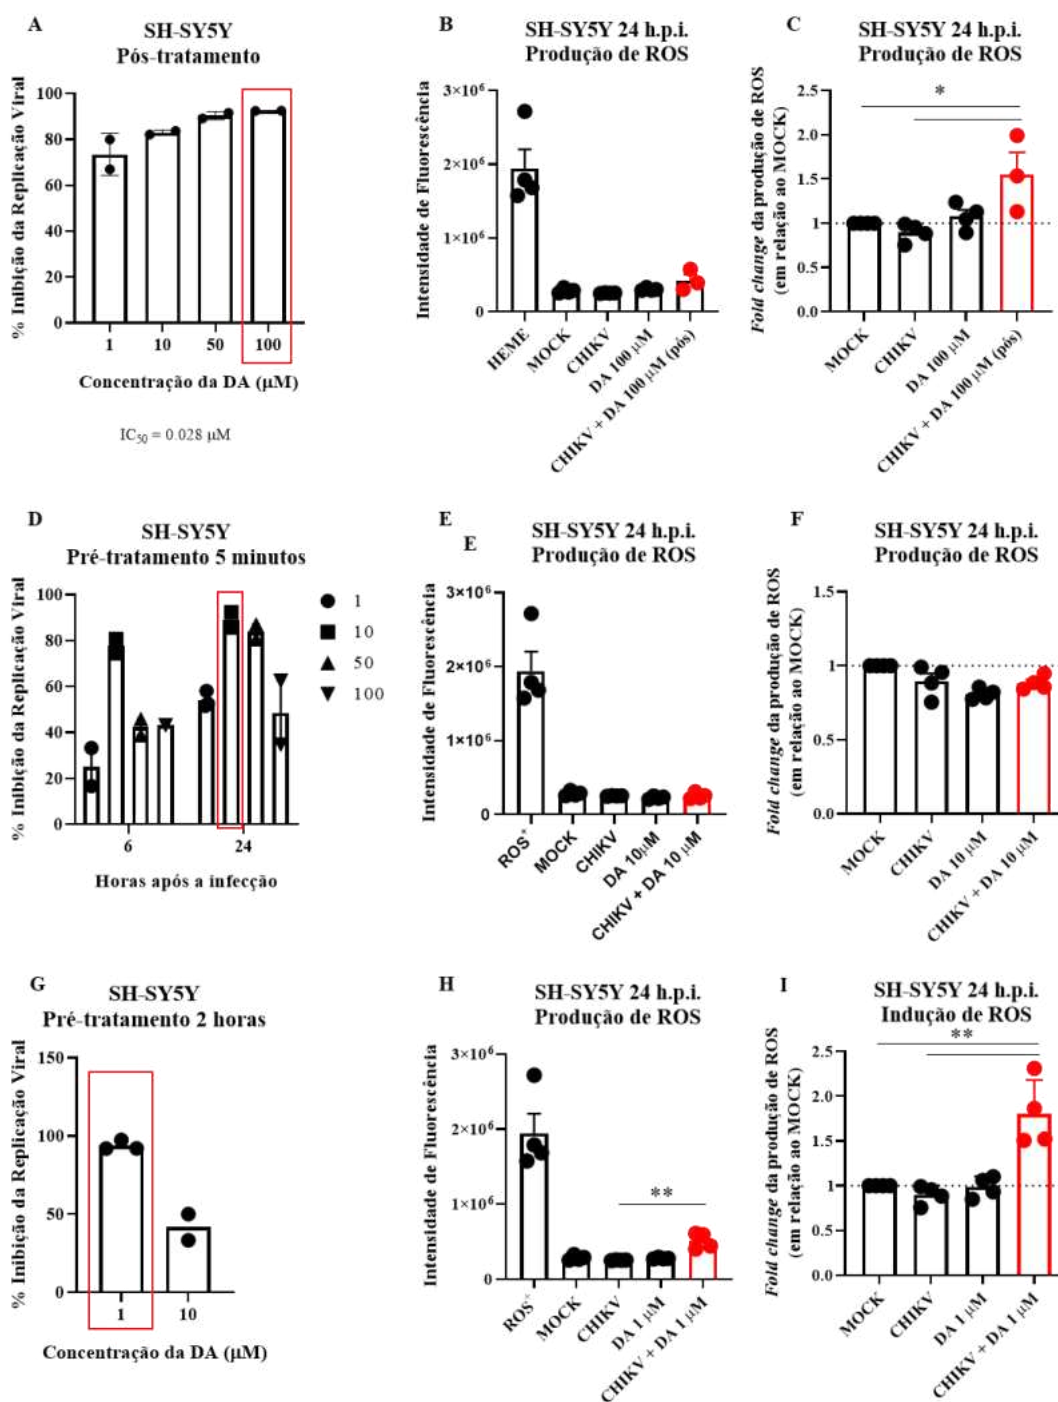 A
SH-SY5Y
Pós-tratamento
% Inibição da Replicação Viral
100
80
60
40
20
0
1 10 50 100
Concentração da DA (μM)
IC50 = 0.028 μM
B
SH-SY5Y 24 h.p.i.
Produção de ROS
Intensidade de Fluorescência
3×10⁶
2×10⁶
1×10⁶
0
HEME
MOCK
CHIKV
DA 100 μM
CHIKV + DA 100 μM (pós)
C
SH-SY5Y 24 h.p.i.
Produção de ROS
Fold change da produção de ROS
(em relação ao MOCK)
2.5
2.0
1.5
1
0.5
0.0
*
MOCK
CHIKV
DA 100 μM
CHIKV + DA 100 μM (pós)
D
SH-SY5Y
Pré-tratamento 5 minutos
% Inibição da Replicação Viral
100
80
60
40
20
0
6 24
Horas após a infecção
1
10
50
100
E
E
SH-SY5Y 24 h.p.i.
Produção de ROS
Intensidade de Fluorescência
3×10⁶
2×10⁶
1×10⁶
0
ROS⁺
MOCK
CHIKV
DA 10μM
CHIKV + DA 10 μM
F
SH-SY5Y 24 h.p.i.
Produção de ROS
Fold change da produção de ROS
(em relação ao MOCK)
1.5
1
0.5
0.0
MOCK
CHIKV
DA 10 μM
CHIKV + DA 10 μM
G
SH-SY5Y
Pré-tratamento 2 horas
% Inibição da Replicação Viral
150
100
50
0
1 10
Concentração da DA (μM)
H
SH-SY5Y 24 h.p.i.
Produção de ROS
Intensidade de Fluorescência
3×10⁶
2×10⁶
1×10⁶
0
**
ROS⁺
MOCK
CHIKV
DA 1 μM
CHIKV + DA 1 μM
I
SH-SY5Y 24 h.p.i.
Indução de ROS
Fold change da produção de ROS
(em relação ao MOCK)
**
2.5
2.0
1.5
1
0.5
0.0
MOCK
CHIKV
DA 1 μM
CHIKV + DA 1 μM